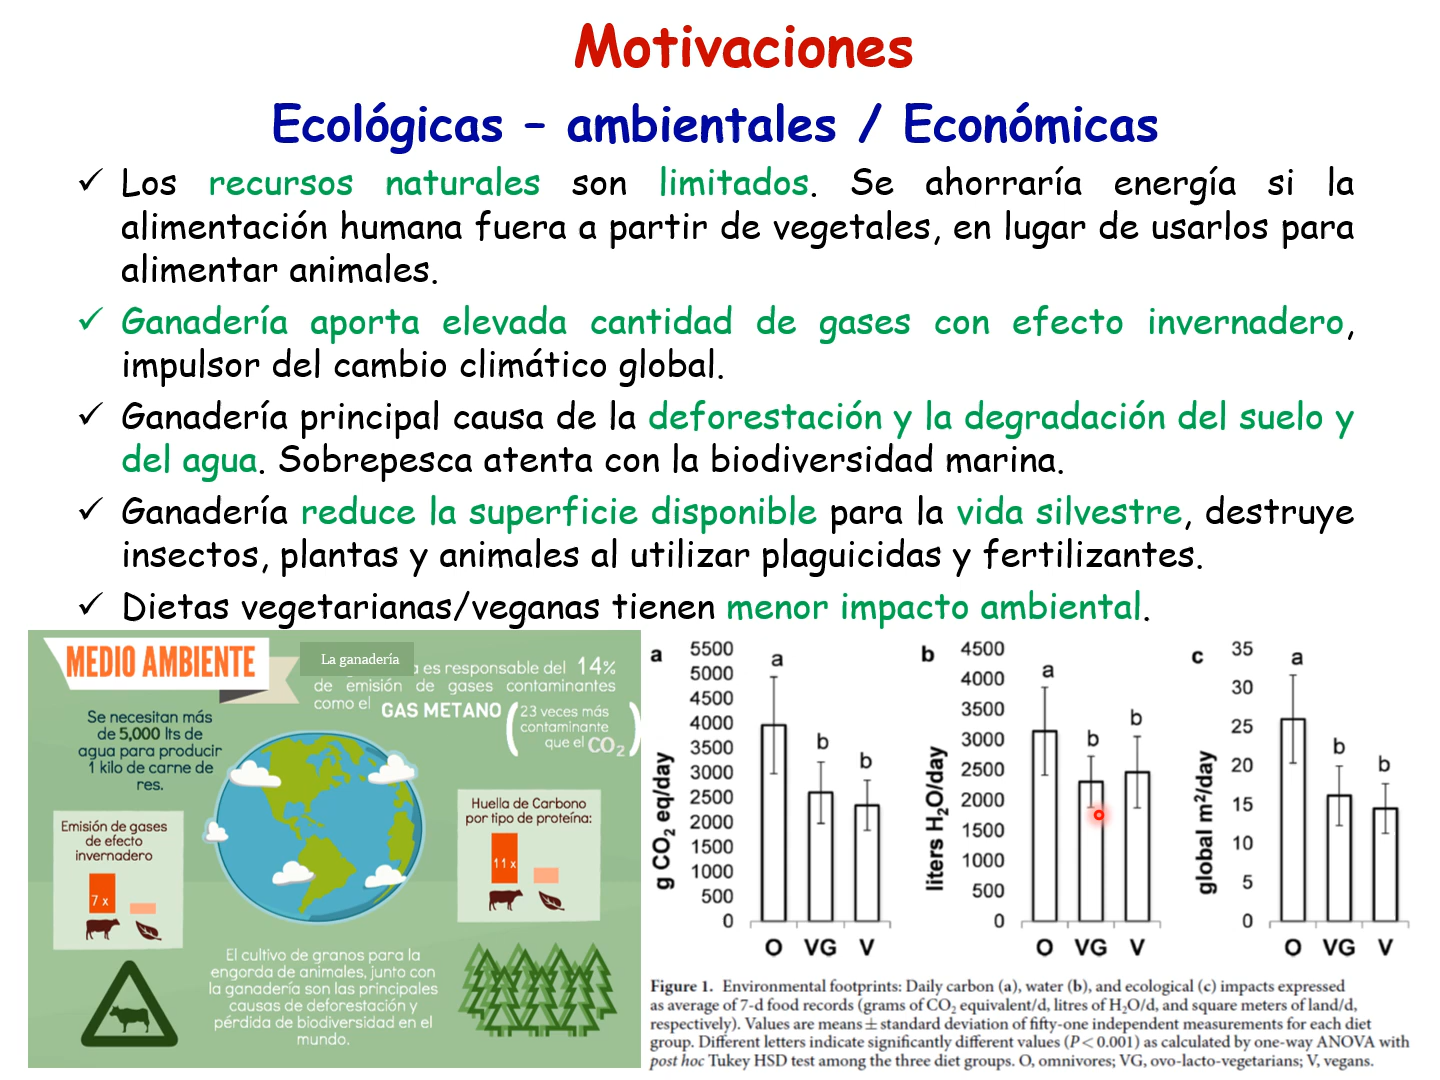 Motivaciones
Ecológicas – ambientales / Económicas
✓ Los recursos naturales son limitados. Se ahorraría energía si la
alimentación humana fuera a partir de vegetales, en lugar de usarlos para
alimentar animales.
✓ Ganadería aporta elevada cantidad de gases con efecto invernadero,
impulsor del cambio climático global.
✓ Ganadería principal causa de la deforestación y la degradación del suelo y
del agua. Sobrepesca atenta con la biodiversidad marina.
✓ Ganadería reduce la superficie disponible para la vida silvestre, destruye
insectos, plantas y animales al utilizar plaguicidas y fertilizantes.
✓ Dietas vegetarianas/veganas tienen menor impacto ambiental.
MEDIO AMBIENTE
La ganadería
es responsable del 14%
de emisión de gases contaminantes
como el GAS METANO
(23 veces más
contaminante
que el CO2)
Se necesitan más
de 5,000 lts de
agua para producir
1 kilo de carne de
res.
Emisión de gases
de efecto
invernadero
7 x
Huella de Carbono
por tipo de proteína:
11 x
El cultivo de granos para la
engorda de animales, junto con
la ganadería son las principales
causas de deforestación y
pérdida de biodiversidad en el
mundo.
a
g CO2 eq/day
5500
5000
4500
4000
3500
3000
2500
2000
1500
1000
500
0
a
b
b
O VG V
b
liters H2O/day
4500
4000
3500
3000
2500
2000
1500
1000
500
0
a
b
b
O VG V
c
global m2/day
35
30
25
20
15
10
5
0
a
b
b
O VG V
Figure 1. Environmental footprints: Daily carbon (a), water (b), and ecological (c) impacts expressed
as average of 7-d food records (grams of CO2 equivalent/d, litres of H2O/d, and square meters of land/d,
respectively). Values are means ± standard deviation of fifty-one independent measurements for each diet
group. Different letters indicate significantly different values (P < 0.001) as calculated by one-way ANOVA with
post hoc Tukey HSD test among the three diet groups. O, omnivores; VG, ovo-lacto-vegetarians; V, vegans.